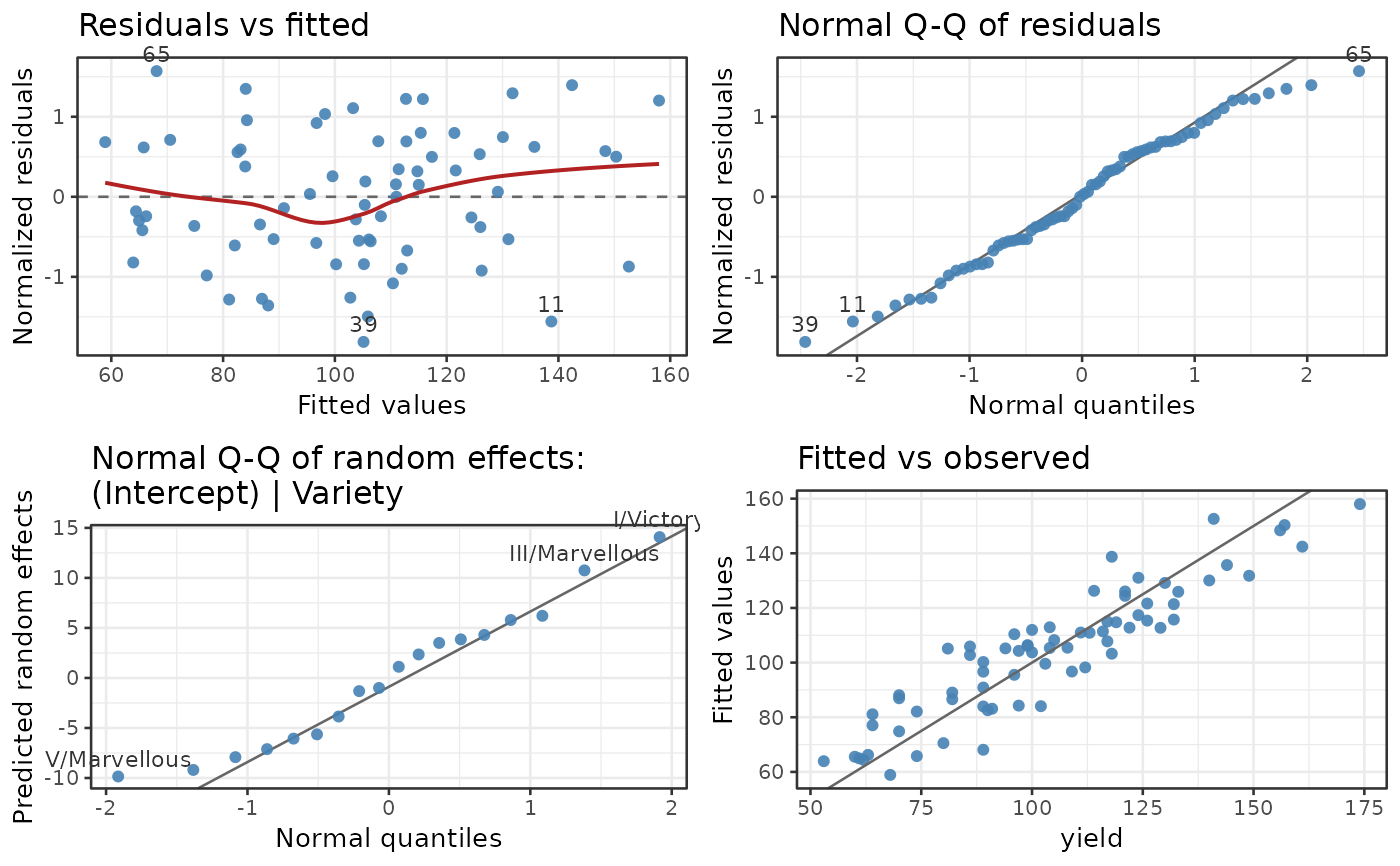 Residuals vs fitted
65
1
0
-1
11
39
60
80
100
120
140
160
Fitted values
Normalized residuals
Normal Q-Q of residuals
65
1
0
-1
11
39
-2
-1
0
1
2
Normal quantiles
Normalized residuals
Normal Q-Q of random effects:
(Intercept) | Variety
I/Victory
III/Marvellous
V/Marvellous
15
10
5
0
-5
-10
-2
-1
0
1
2
Normal quantiles
Predicted random effects
Fitted vs observed
160
140
120
100
80
60
50
75
100
125
150
175
yield
Fitted values